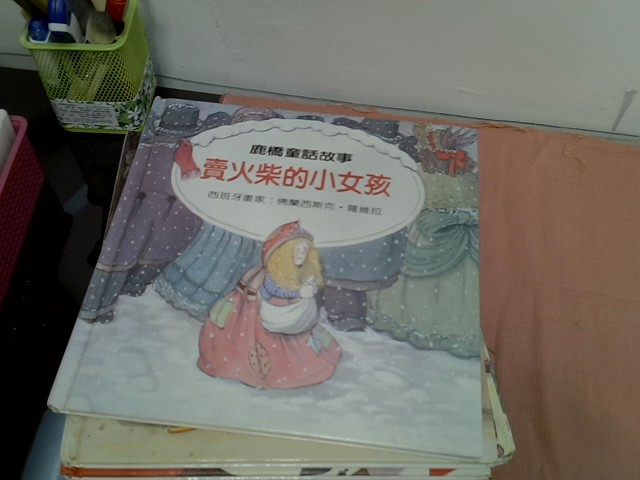 鹿橋童話故事
賣火柴的小女孩
西班牙畫家：佛蘭西斯克·羅維拉